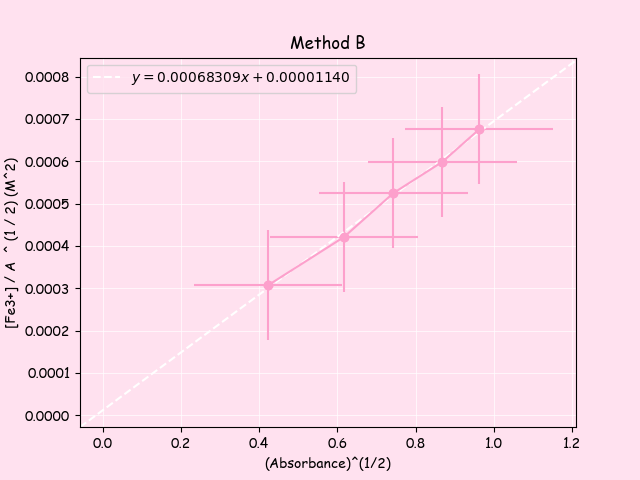 Method B
y = 0.00068309x + 0.00001140
0.0008
0.0007
0.0006
0.0005
0.0004
0.0003
0.0002
0.0001
0.0000
[Fe3+] / A ^ (1 / 2) (M^2)
0.0 0.2 0.4 0.6 0.8 1.0 1.2
(Absorbance)^(1/2)